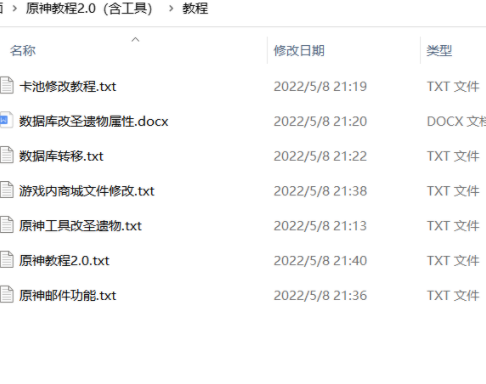 › 原神教程2.0（含工具） › 教程
名称 修改日期 类型
卡池修改教程.txt 2022/5/8 21:19 TXT 文件
数据库改圣遗物属性.docx 2022/5/8 21:20 DOCX 文
数据库转移.txt 2022/5/8 21:22 TXT 文件
游戏内商城文件修改.txt 2022/5/8 21:38 TXT 文件
原神工具改圣遗物.txt 2022/5/8 21:13 TXT 文件
原神教程2.0.txt 2022/5/8 21:40 TXT 文件
原神邮件功能.txt 2022/5/8 21:36 TXT 文件